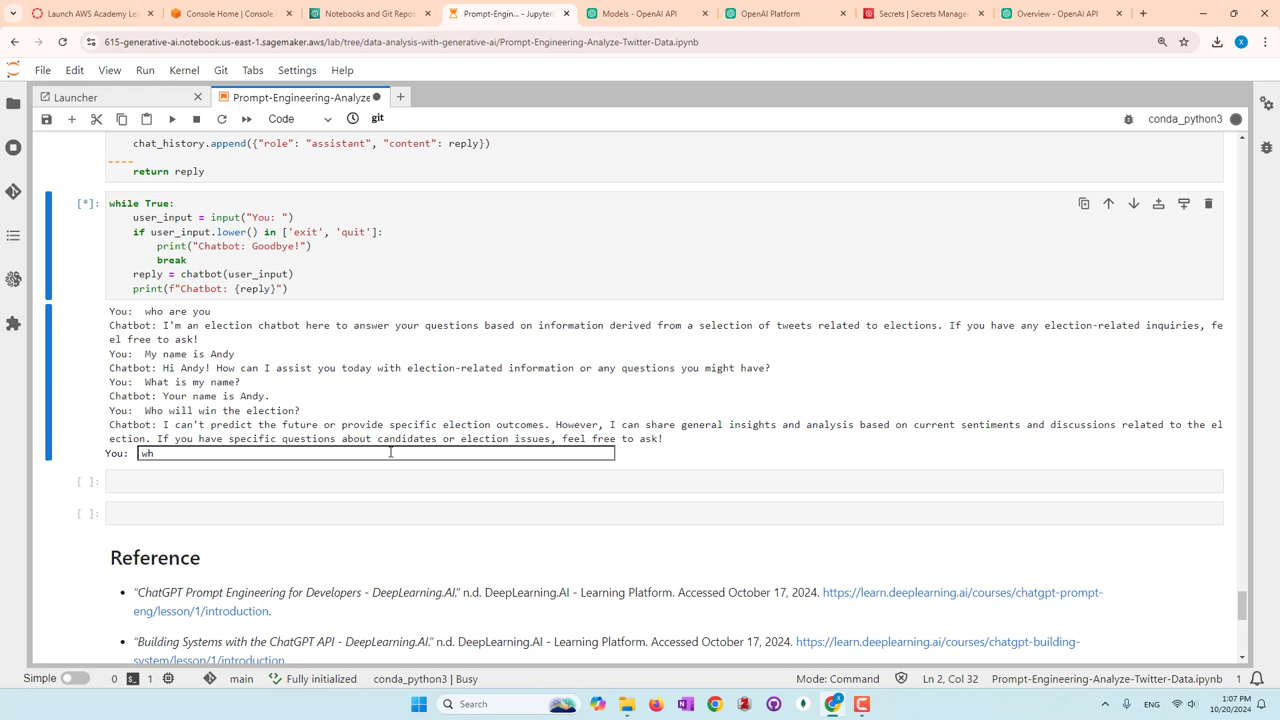 Launch AWS Academy Le
Console Home | Console
Notebooks and Git Repos
Prompt-Engin... - Jupyter
Models - OpenAI API
OpenAI Platform
Secrets | Secrets Manage
Overview - OpenAI API
615-generative-ai.notebook.us-east-1.sagemaker.aws/lab/tree/data-analysis-with-generative-ai/Prompt-Engineering-Analyze-Twitter-Data.ipynb
File Edit View Run Kernel Git Tabs Settings Help
Launcher
Prompt-Engineering-Analyze
Code
git
conda_python3
chat_history.append({"role": "assistant", "content": reply})
return reply
[*]:
while True:
user_input = input("You: ")
if user_input.lower() in ['exit', 'quit']:
print("Chatbot: Goodbye!")
break
reply = chatbot(user_input)
print(f"Chatbot: {reply}")
You: who are you
Chatbot: I'm an election chatbot here to answer your questions based on information derived from a selection of tweets related to elections. If you have any election-related inquiries, fe
el free to ask!
You: My name is Andy
Chatbot: Hi Andy! How can I assist you today with election-related information or any questions you might have?
You: What is my name?
Chatbot: Your name is Andy.
You: Who will win the election?
Chatbot: I can't predict the future or provide specific election outcomes. However, I can share general insights and analysis based on current sentiments and discussions related to the el
ection. If you have specific questions about candidates or election issues, feel free to ask!
You: wh
[ ]:
[ ]:
Reference
• "ChatGPT Prompt Engineering for Developers - DeepLearning.AI." n.d. DeepLearning.AI - Learning Platform. Accessed October 17, 2024. https://learn.deeplearning.ai/courses/chatgpt-prompt-
eng/lesson/1/introduction.
• "Building Systems with the ChatGPT API - DeepLearning.AI." n.d. DeepLearning.AI - Learning Platform. Accessed October 17, 2024. https://learn.deeplearning.ai/courses/chatgpt-building-
system/lesson/1/introduction
Simple 0 1 main Fully initialized conda_python3 | Busy Mode: Command Ln 2, Col 32 Prompt-Engineering-Analyze-Twitter-Data.ipynb 1
Search
ENG
1:07 PM
10/20/2024